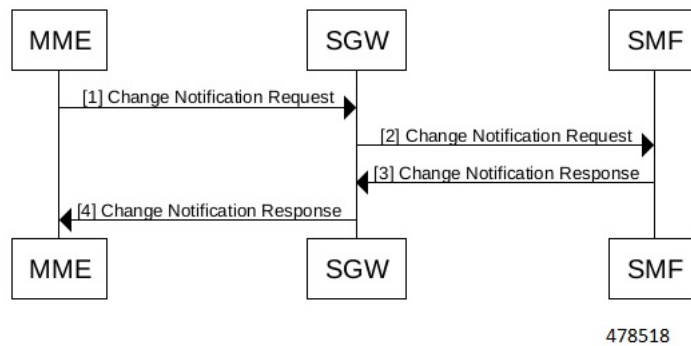 MME
SGW
SMF
[1] Change Notification Request
[2] Change Notification Request
[3] Change Notification Response
[4] Change Notification Response
MME
SGW
SMF
478518